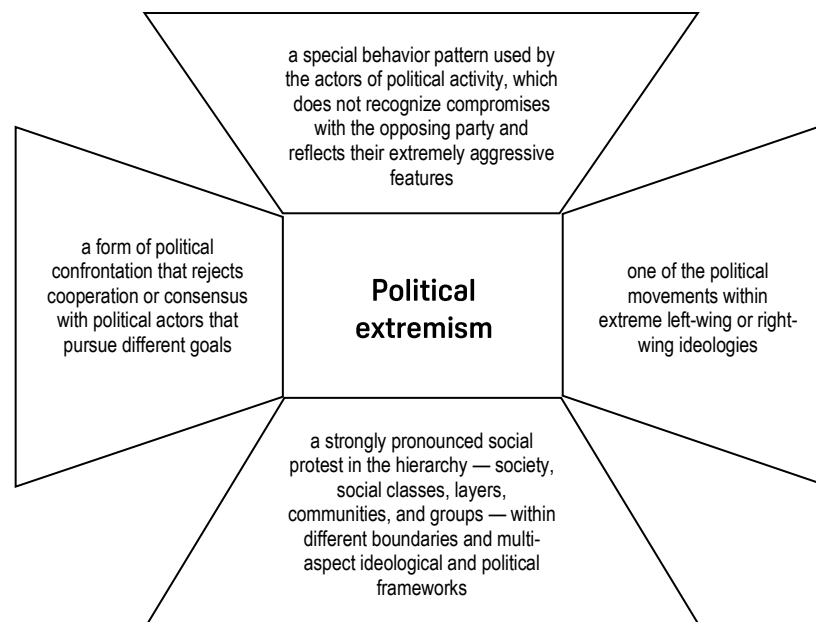 a special behavior pattern used by
the actors of political activity, which
does not recognize compromises
with the opposing party and
reflects their extremely aggressive
features
a form of political
confrontation that rejects
cooperation or consensus
with political actors that
pursue different goals
Political
extremism
one of the political
movements within
extreme left-wing or right-
wing ideologies
a strongly pronounced social
protest in the hierarchy — society,
social classes, layers,
communities, and groups — within
different boundaries and multi-
aspect ideological and political
frameworks